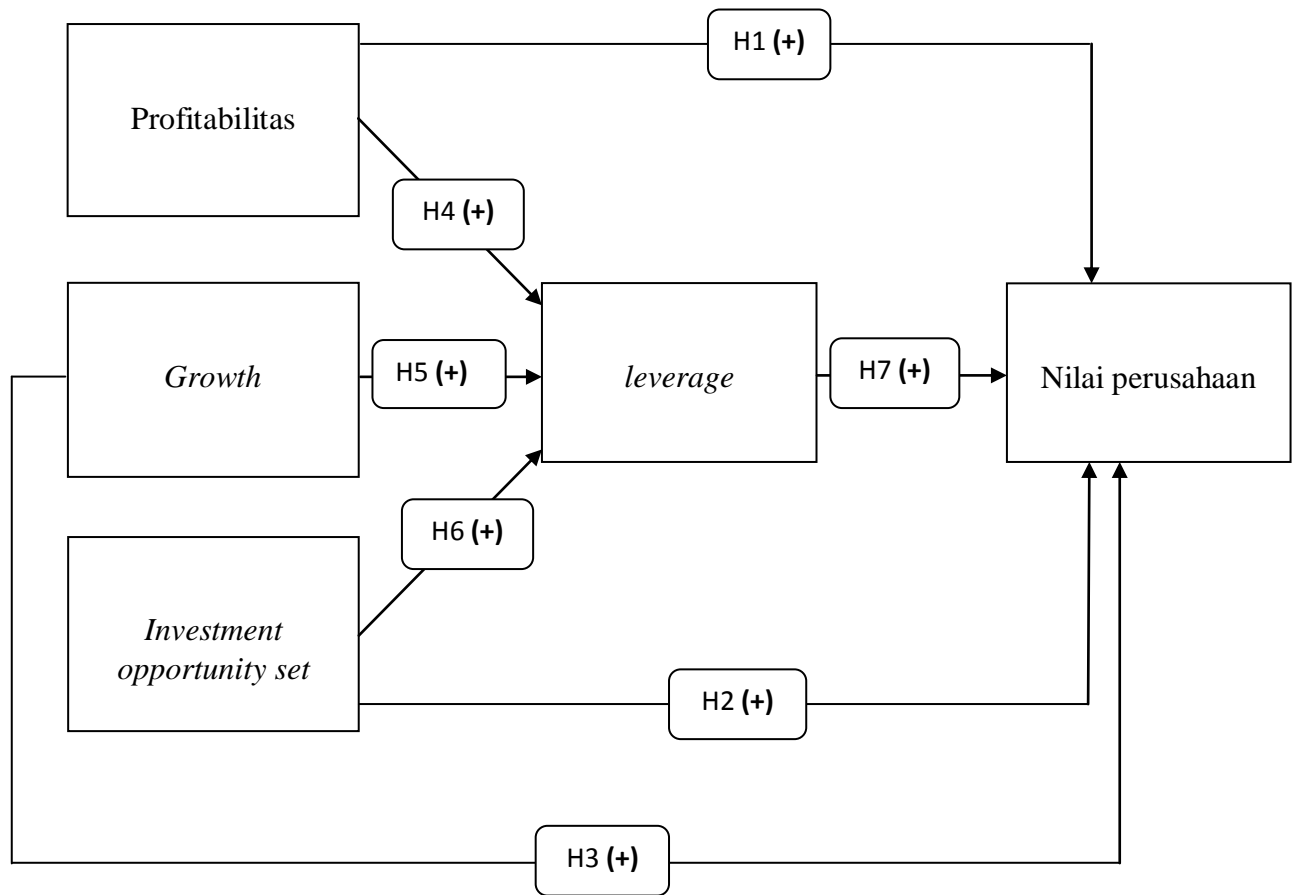 H1 (+)
Profitabilitas
H4 (+)
Growth
H5 (+)
leverage
H7 (+)
Nilai perusahaan
H6 (+)
Investment
opportunity set
H2 (+)
H3 (+)